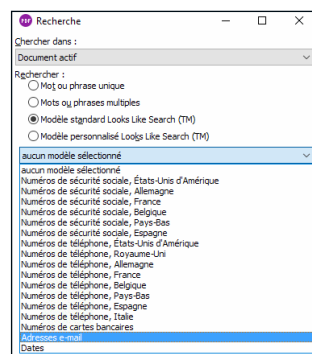 PDF Recherche
Chercher dans :
Document actif
Rechercher :
Mot ou phrase unique
Mots ou phrases multiples
Modèle standard Looks Like Search (TM)
Modèle personnalisé Looks Like Search (TM)
aucun modèle sélectionné
aucun modèle sélectionné
Numéros de sécurité sociale, États-Unis d'Amérique
Numéros de sécurité sociale, Allemagne
Numéros de sécurité sociale, France
Numéros de sécurité sociale, Belgique
Numéros de sécurité sociale, Pays-Bas
Numéros de sécurité sociale, Espagne
Numéros de téléphone, États-Unis d'Amérique
Numéros de téléphone, Royaume-Uni
Numéros de téléphone, Allemagne
Numéros de téléphone, France
Numéros de téléphone, Belgique
Numéros de téléphone, Pays-Bas
Numéros de téléphone, Espagne
Numéros de téléphone, Italie
Numéros de cartes bancaires
Adresses e-mail
Dates